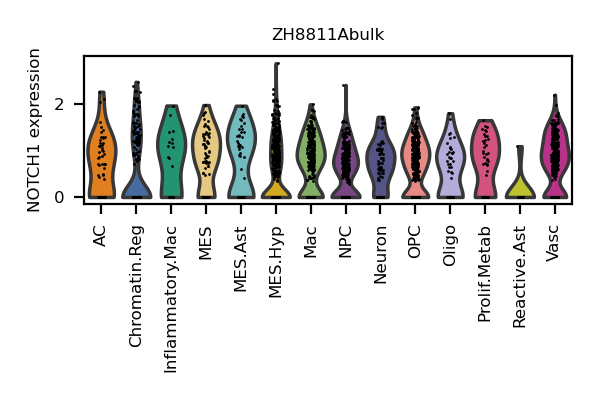 ZH8811Abulk
NOTCH1 expression
2
0
AC
Chromatin.Reg
Inflammatory.Mac
MES
MES.Ast
MES.Hyp
Mac
NPC
Neuron
OPC
Oligo
Prolif.Metab
Reactive.Ast
Vasc